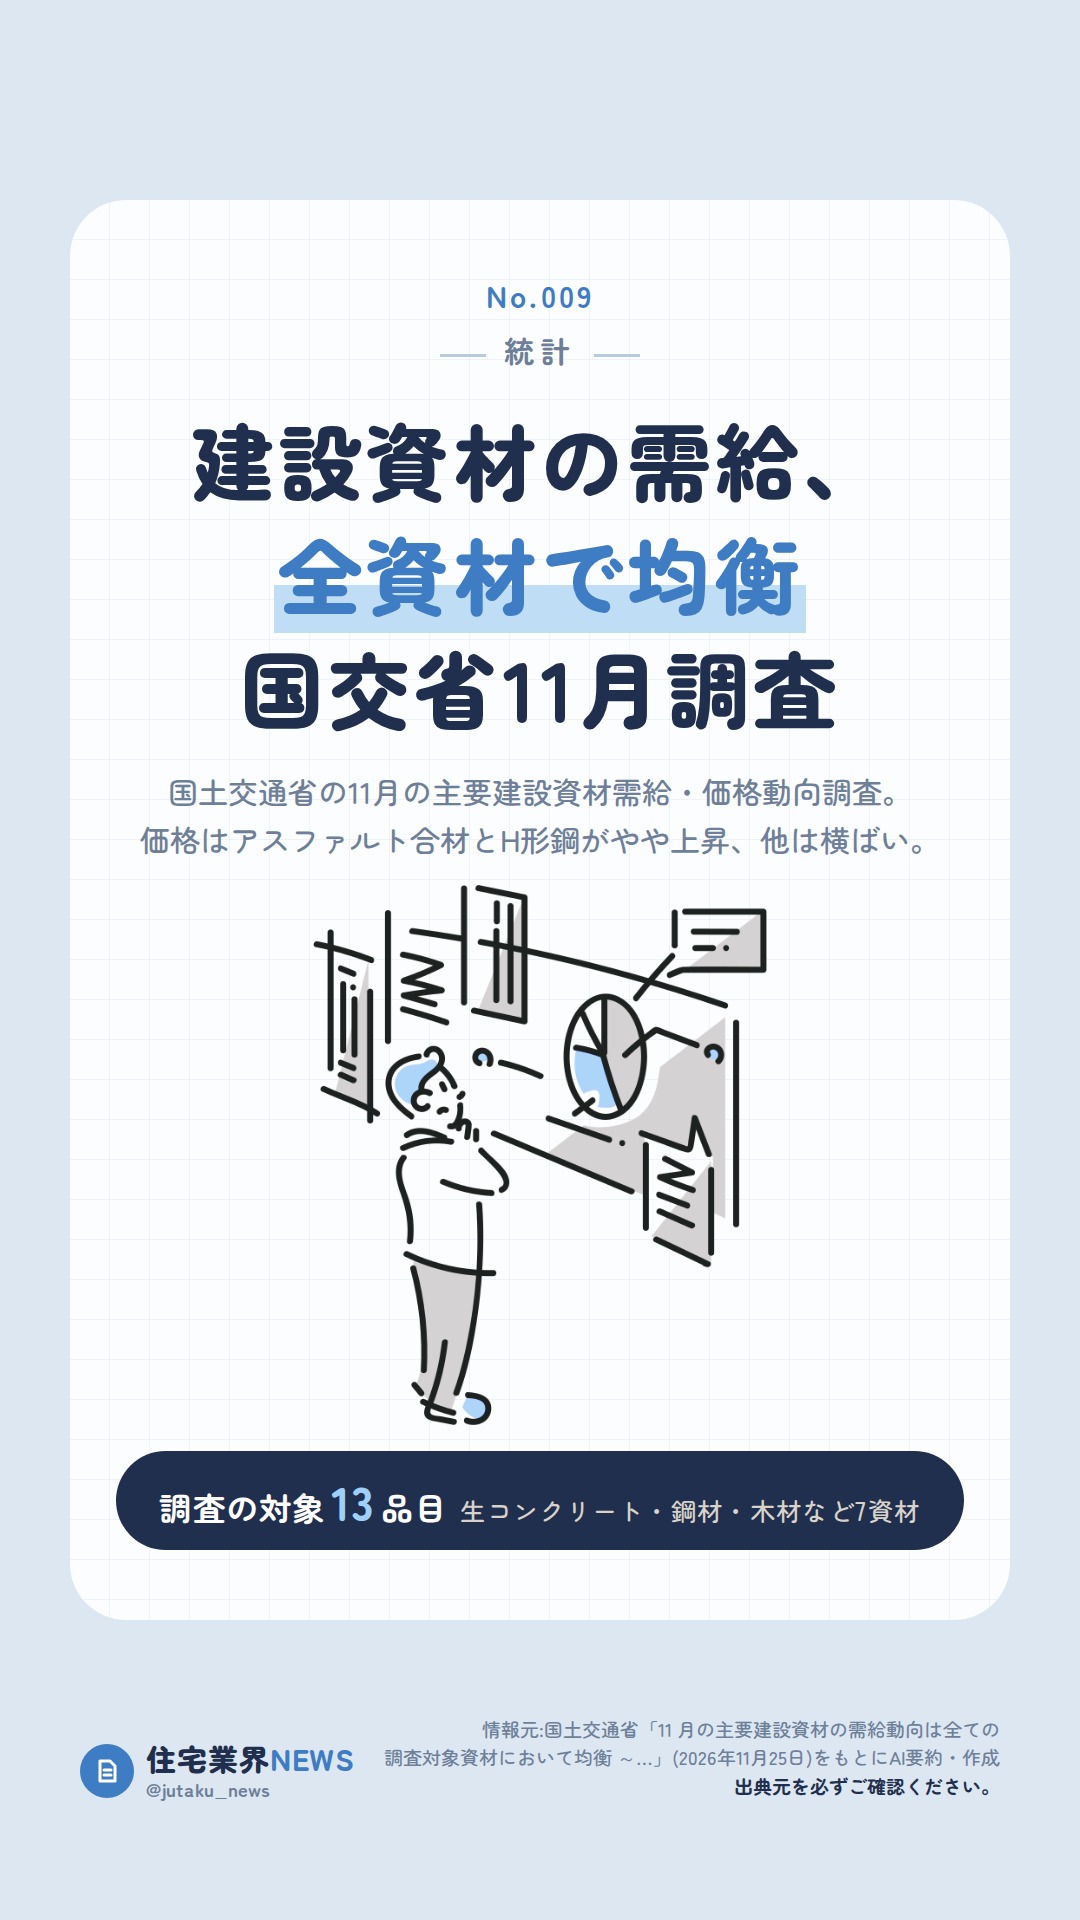 No.009
統計
建設資材の需給、
全資材で均衡
国交省11月調査
国土交通省の11月の主要建設資材需給・価格動向調査。
価格はアスファルト合材とH形鋼がやや上昇、他は横ばい。
調査の対象13品目 生コンクリート・鋼材・木材など7資材
住宅業界NEWS
@jutaku_news
情報元:国土交通省「11 月の主要建設資材の需給動向は全ての
調査対象資材において均衡 ～…」(2026年11月25日)をもとにAI要約・作成
出典元を必ずご確認ください。